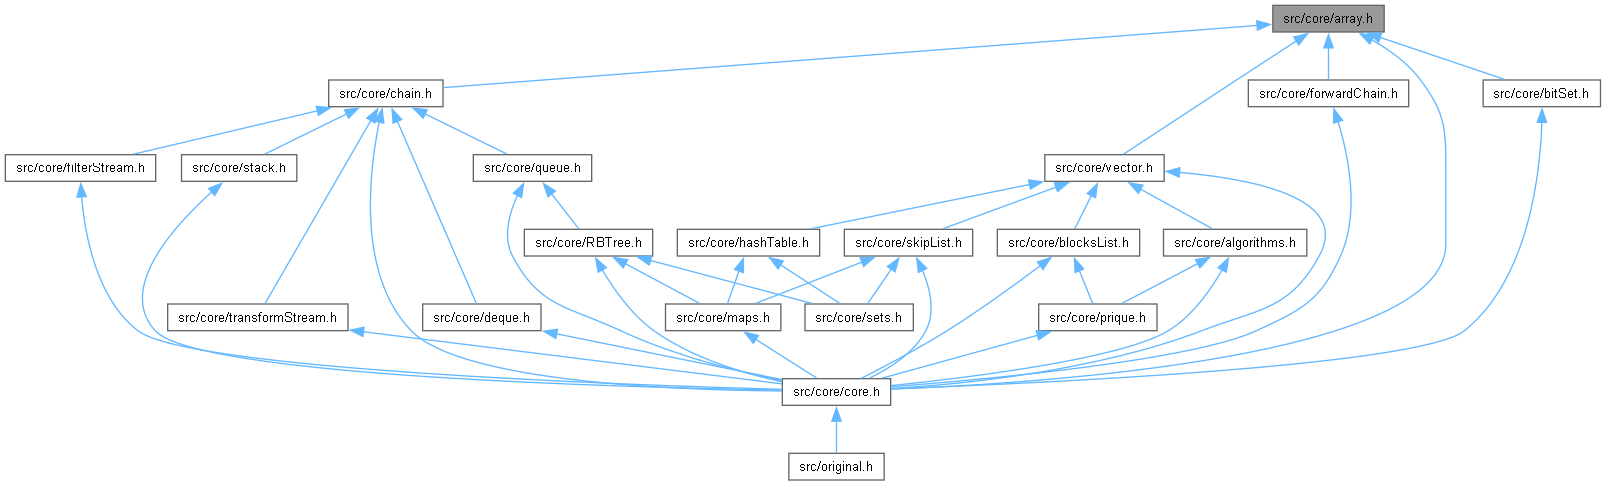 src/core/array.h
src/core/chain.h
src/core/forwardChain.h
src/core/bitSet.h
src/core/filterStream.h
src/core/stack.h
src/core/queue.h
src/core/vector.h
src/core/RBTree.h
src/core/hashTable.h
src/core/skipList.h
src/core/blocksList.h
src/core/algorithms.h
src/core/transformStream.h
src/core/deque.h
src/core/maps.h
src/core/sets.h
src/core/prique.h
src/core/core.h
src/original.h